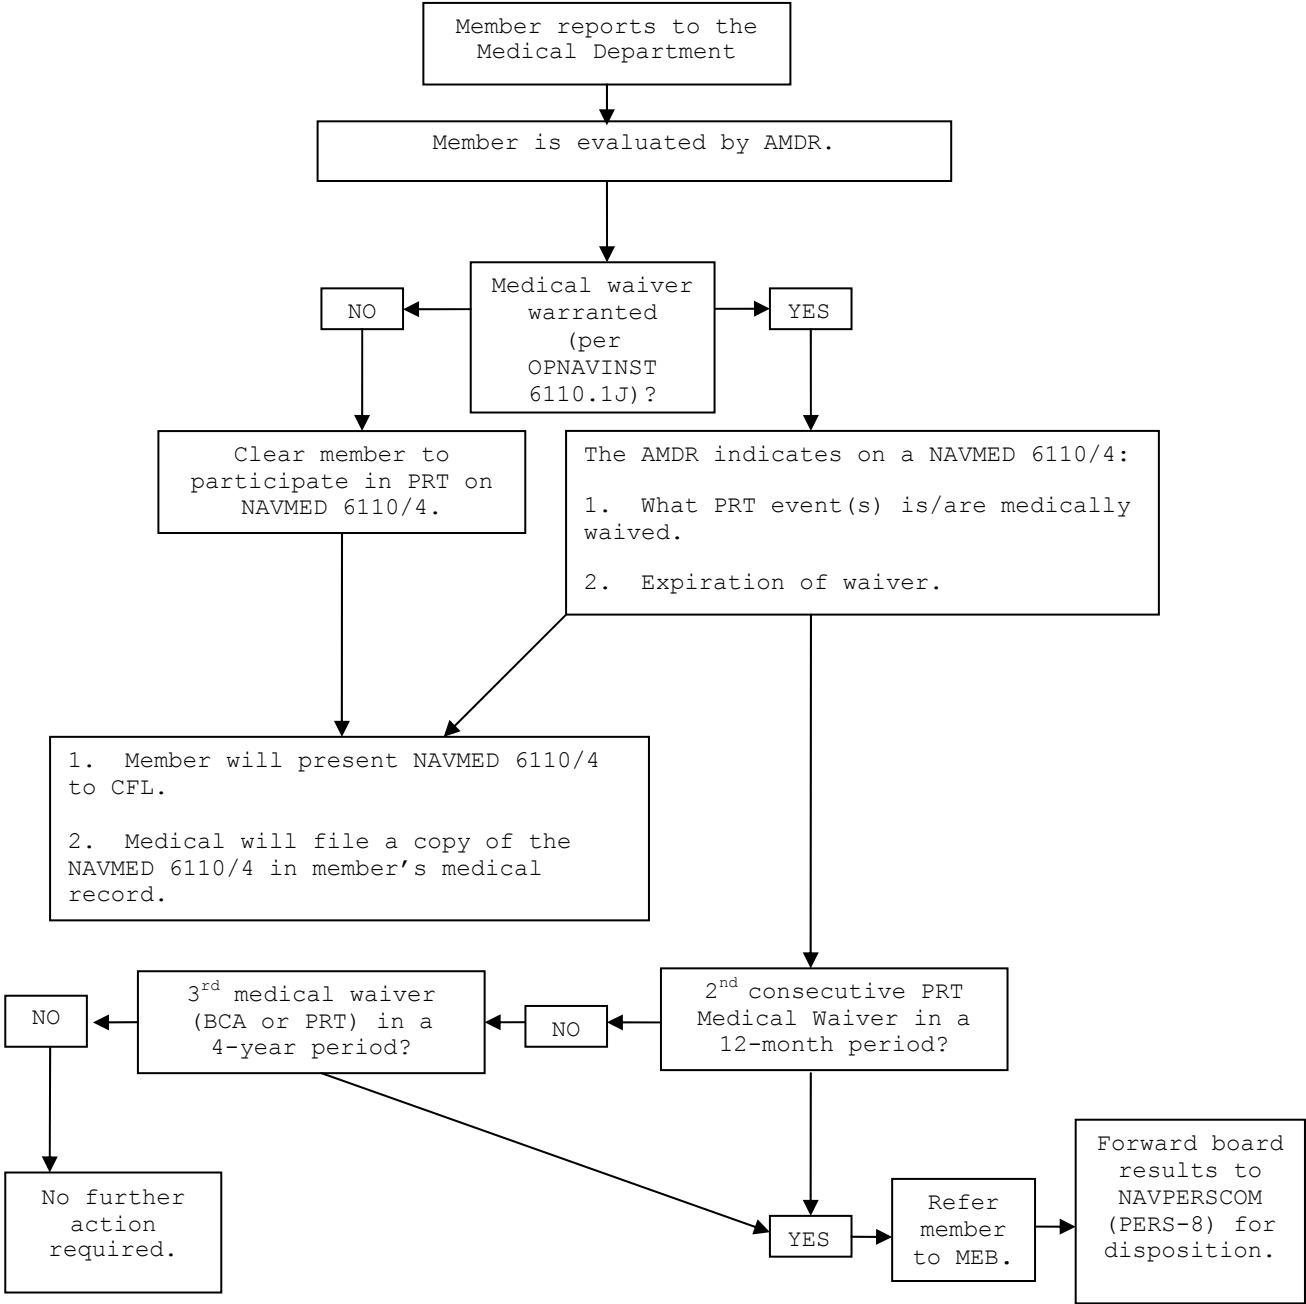 Member reports to the
Medical Department
Member is evaluated by AMDR.
Medical waiver
warranted
(per
OPNAVINST
6110.1J)?
NO
YES
Clear member to
participate in PRT on
NAVMED 6110/4.
The AMDR indicates on a NAVMED 6110/4:
1. What PRT event(s) is/are medically
waived.
2. Expiration of waiver.
1. Member will present NAVMED 6110/4
to CFL.
2. Medical will file a copy of the
NAVMED 6110/4 in member’s medical
record.
2nd consecutive PRT
Medical Waiver in a
12-month period?
NO
3rd medical waiver
(BCA or PRT) in a
4-year period?
NO
No further
action
required.
YES
Refer
member
to MEB.
Forward board
results to
NAVPERSCOM
(PERS-8) for
disposition.